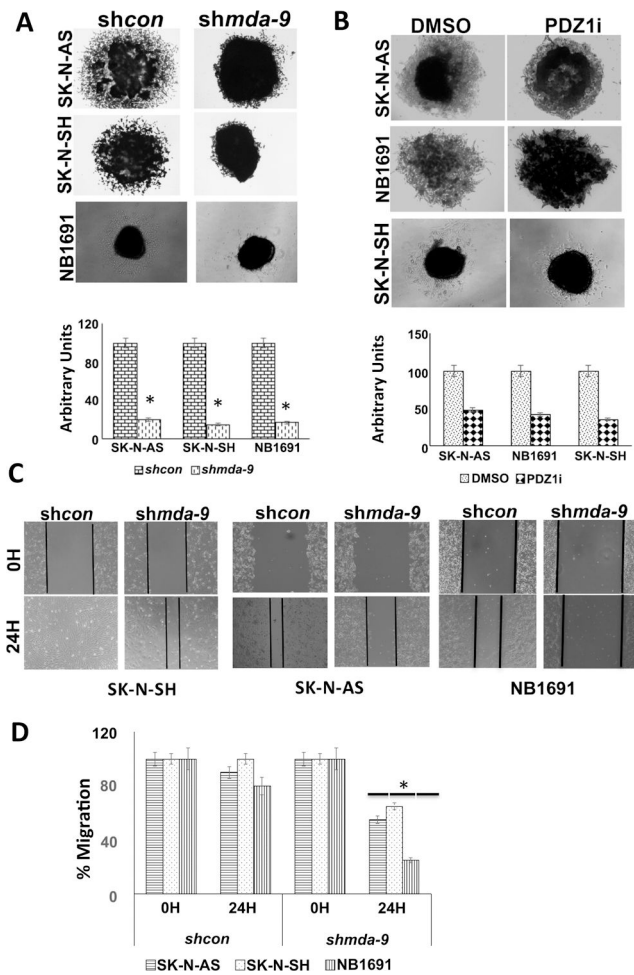 A
shcon shmda-9
SK-N-AS
SK-N-SH
NB1691
120
80
40
0
Arbitrary Units
* * *
SK-N-AS SK-N-SH NB1691
shcon shmda-9
B
DMSO PDZ1i
SK-N-AS
NB1691
SK-N-SH
150
100
50
0
Arbitrary Units
SK-N-AS NB1691 SK-N-SH
DMSO PDZ1i
C
shcon shmda-9 shcon shmda-9 shcon shmda-9
0H
24H
SK-N-SH SK-N-AS NB1691
D
120
80
40
0
% Migration
*
0H 24H 0H 24H
shcon shmda-9
SK-N-AS SK-N-SH NB1691